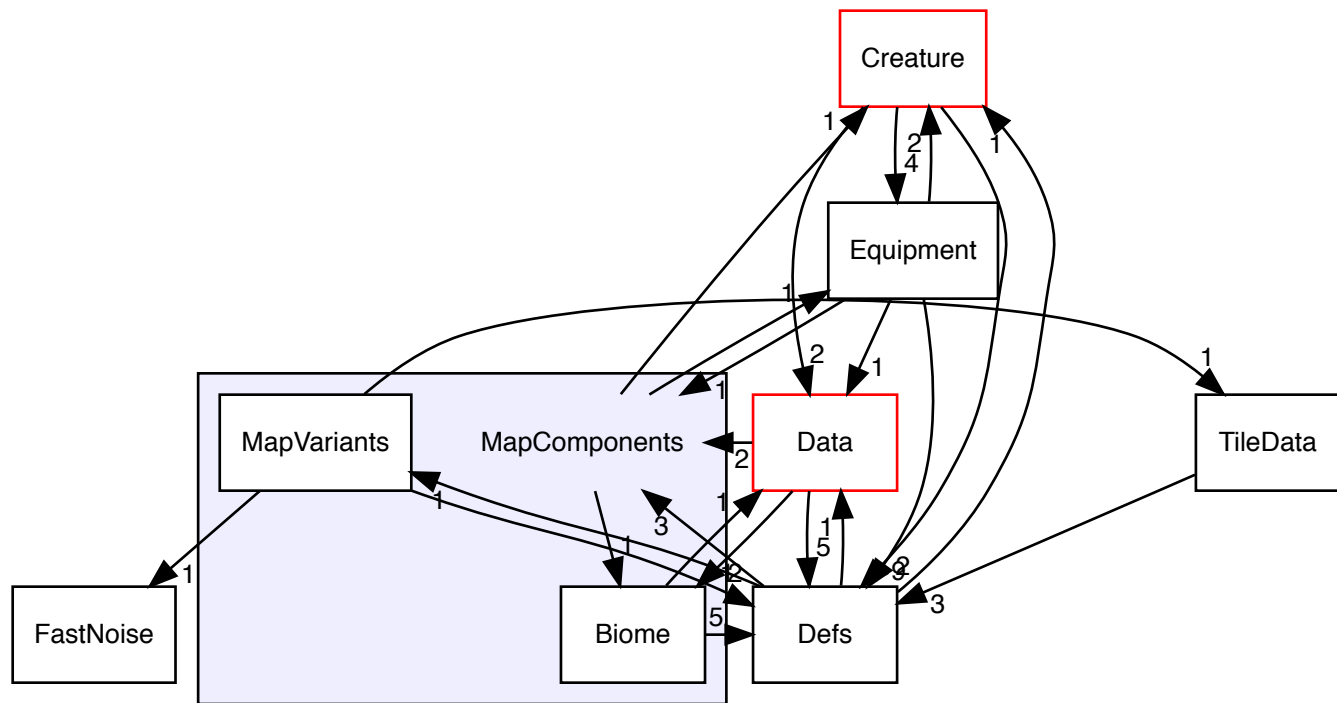 Creature
1
2
1
4
Equipment
1
2
1
1
1
MapVariants
MapComponents
Data
TileData
2
1
1
3
1
5
1
1
2
2
3
FastNoise
5
Biome
Defs